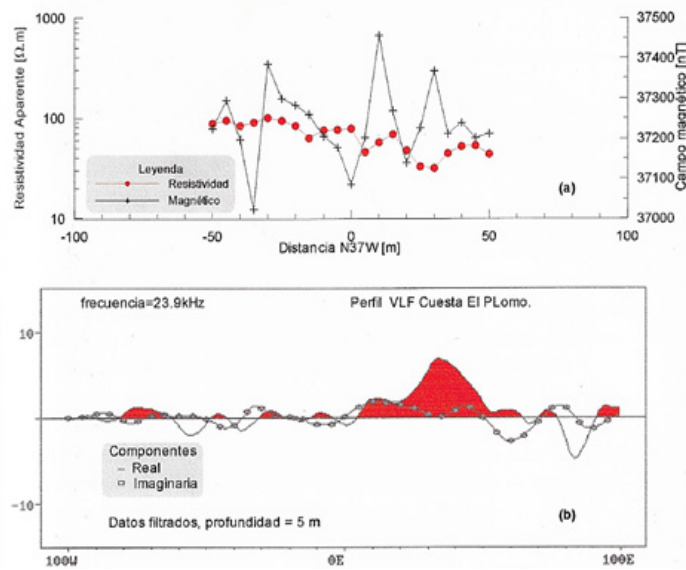 1000
100
10
Resistividad Aparente [Ω.m]
37500
37400
37300
37200
37100
37000
Campo magnético [nT]
Leyenda
Resistividad
Magnético
(a)
-100
-50
0
50
100
Distancia N37W [m]
frecuencia=23.9kHz
Perfil VLF Cuesta El PLomo.
10
-10
Componentes
Real
Imaginaria
Datos filtrados, profundidad = 5 m
(b)
100W
0E
100E